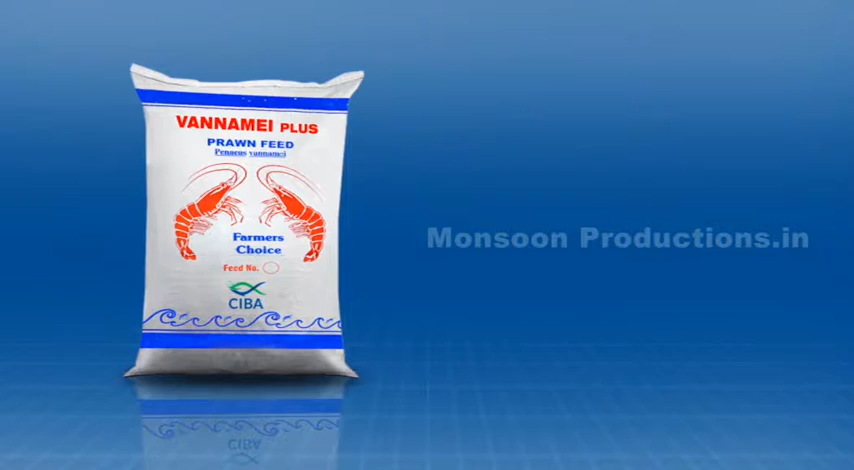 VANNAMEI PLUS
PRAWN FEED
Penaeus vannamei
Farmers
Choice
Feed No.
CIBA
Monsoon Productions.in